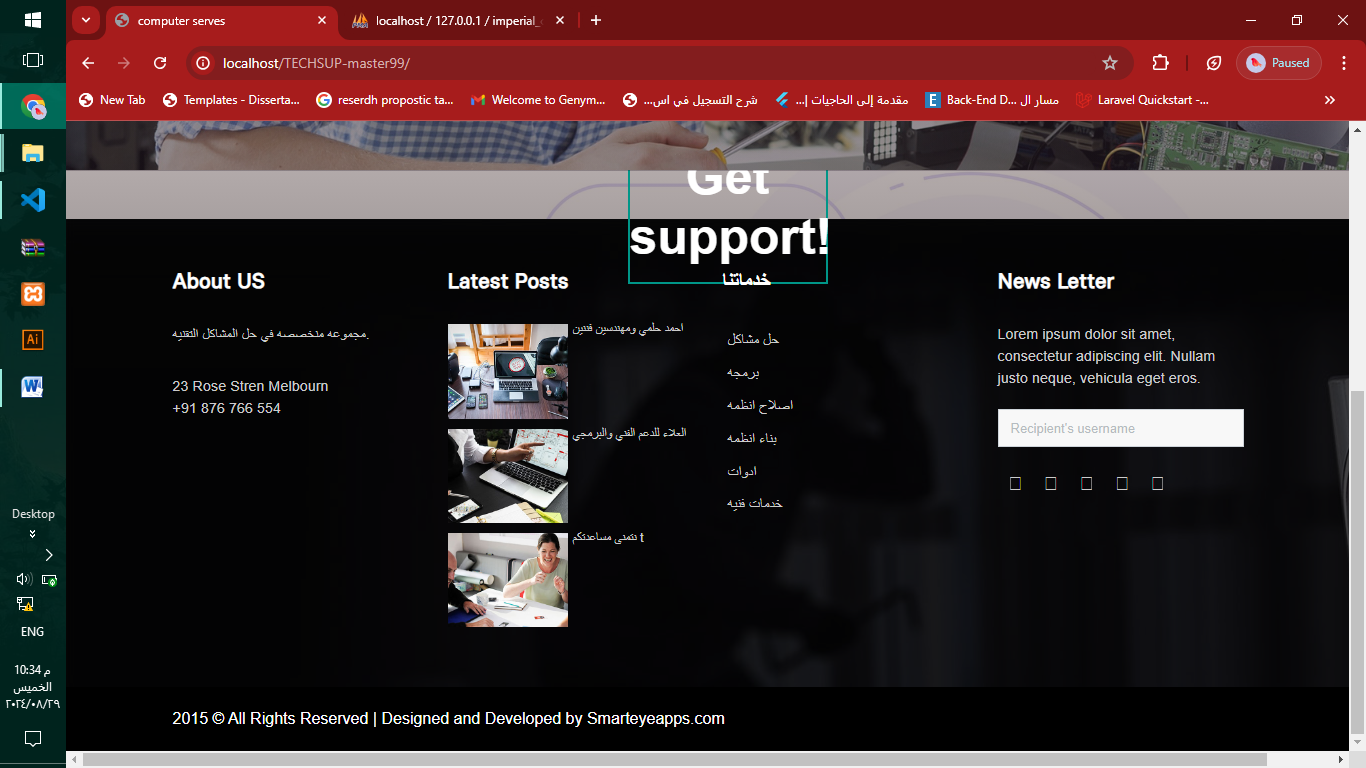 computer serves
localhost / 127.0.0.1 / imperial_
localhost/TECHSUP-master99/
Paused
New Tab
Templates - Disserta...
reserdh propostic ta...
Welcome to Genym...
شرح التسجيل في اس...
مقدمة إلى الحاجيات |...
Back-End D... مسار ال
Laravel Quickstart -...
Get
support!
About US
مجموعه متخصصه في حل المشاكل التقنيه.
23 Rose Stren Melbourn
+91 876 766 554
Latest Posts
احمد حلمي ومهندسين فنيين
العلاء للدعم الفني والبرمجي
نتمنى مساعدتكم t
خدماتنا
حل مشاكل
برمجه
اصلاح انظمه
بناء انظمه
ادوات
خدمات فنيه
News Letter
Lorem ipsum dolor sit amet,
consectetur adipiscing elit. Nullam
justo neque, vehicula eget eros.
Recipient's username
2015 © All Rights Reserved | Designed and Developed by Smarteyeapps.com
Desktop
ENG
10:34 م
الخميس
٢٠٢٤/٠٨/٢٩